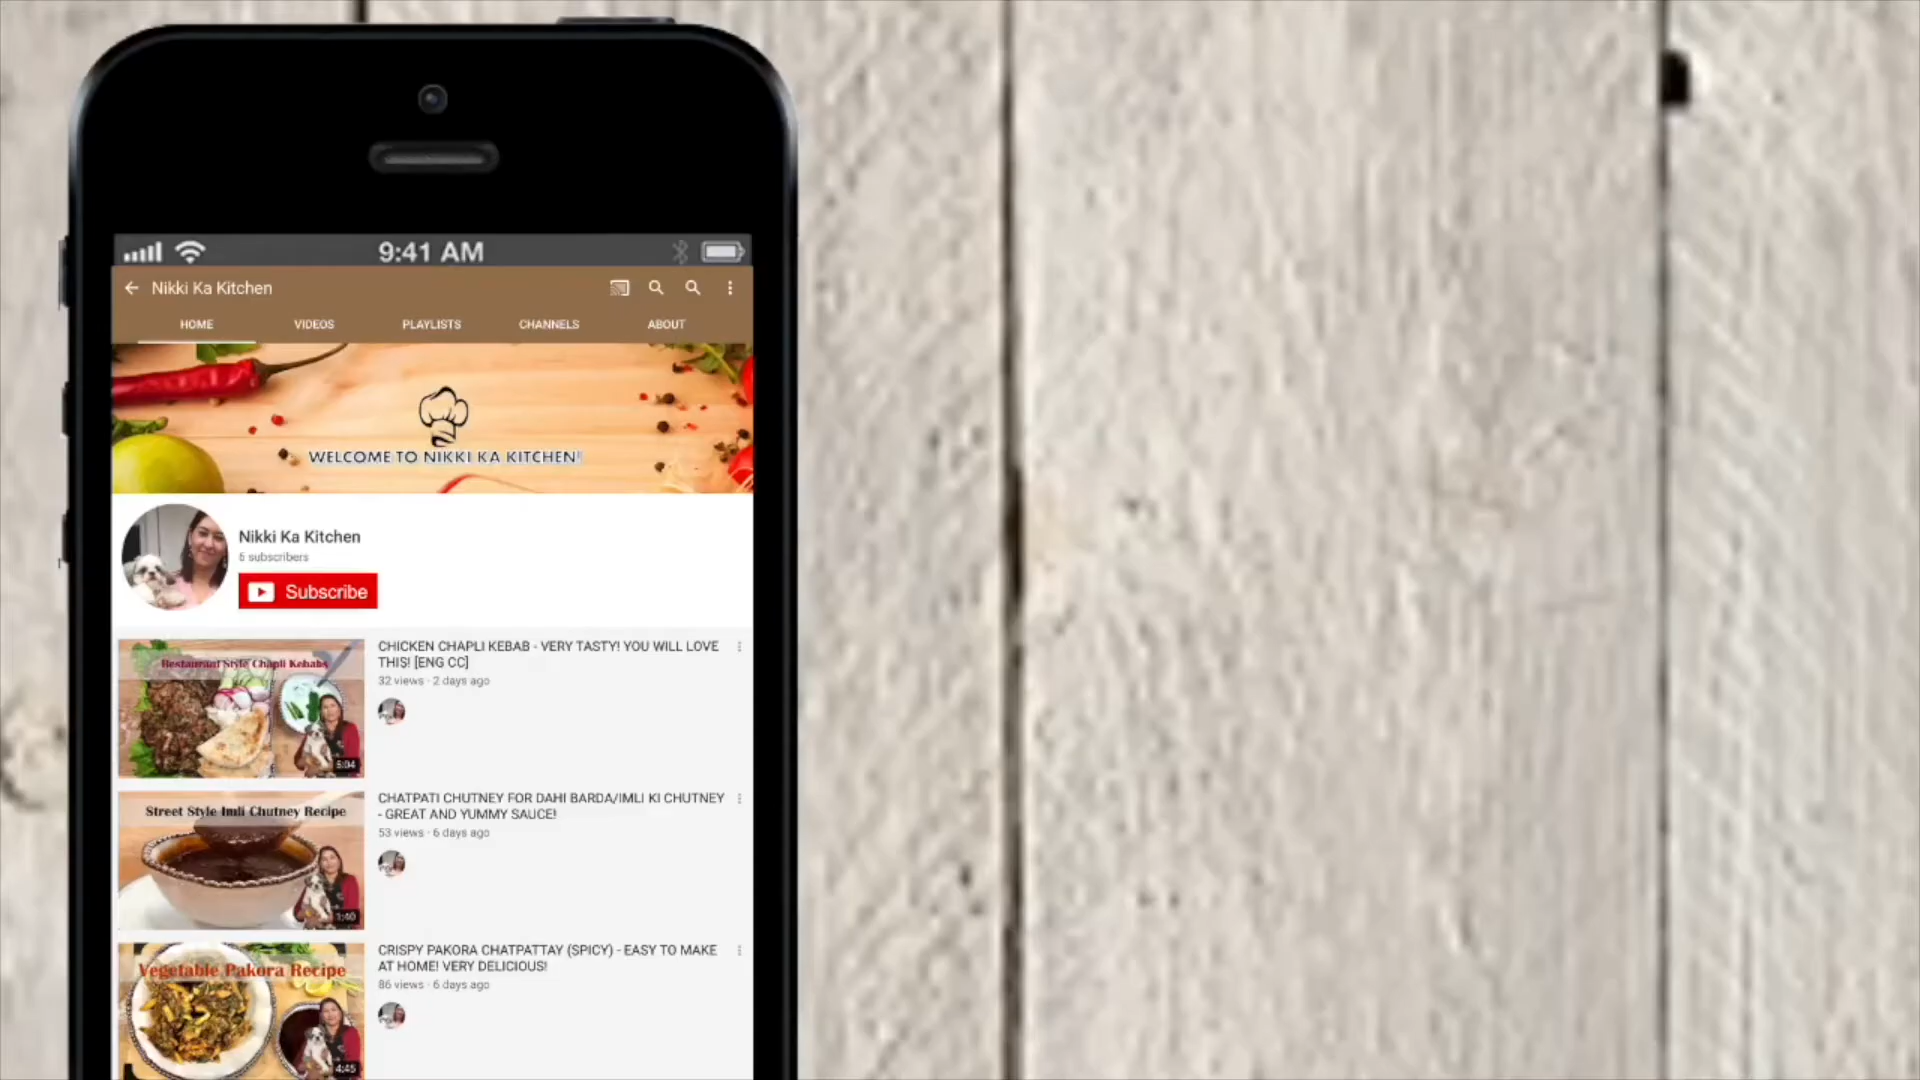 9:41 AM
Nikki Ka Kitchen
HOME VIDEOS PLAYLISTS CHANNELS ABOUT
WELCOME TO NIKKI KA KITCHEN!
Nikki Ka Kitchen
6 subscribers
Subscribe
Restaurant Style Chapli Kebabs
5:04
CHICKEN CHAPLI KEBAB - VERY TASTY! YOU WILL LOVE
THIS! [ENG CC]
32 views · 2 days ago
Street Style Imli Chutney Recipe
1:40
CHATPATI CHUTNEY FOR DAHI BARDA/IMLI KI CHUTNEY
- GREAT AND YUMMY SAUCE!
53 views · 6 days ago
Vegetable Pakora Recipe
4:45
CRISPY PAKORA CHATPATTAY (SPICY) - EASY TO MAKE
AT HOME! VERY DELICIOUS!
86 views · 6 days ago